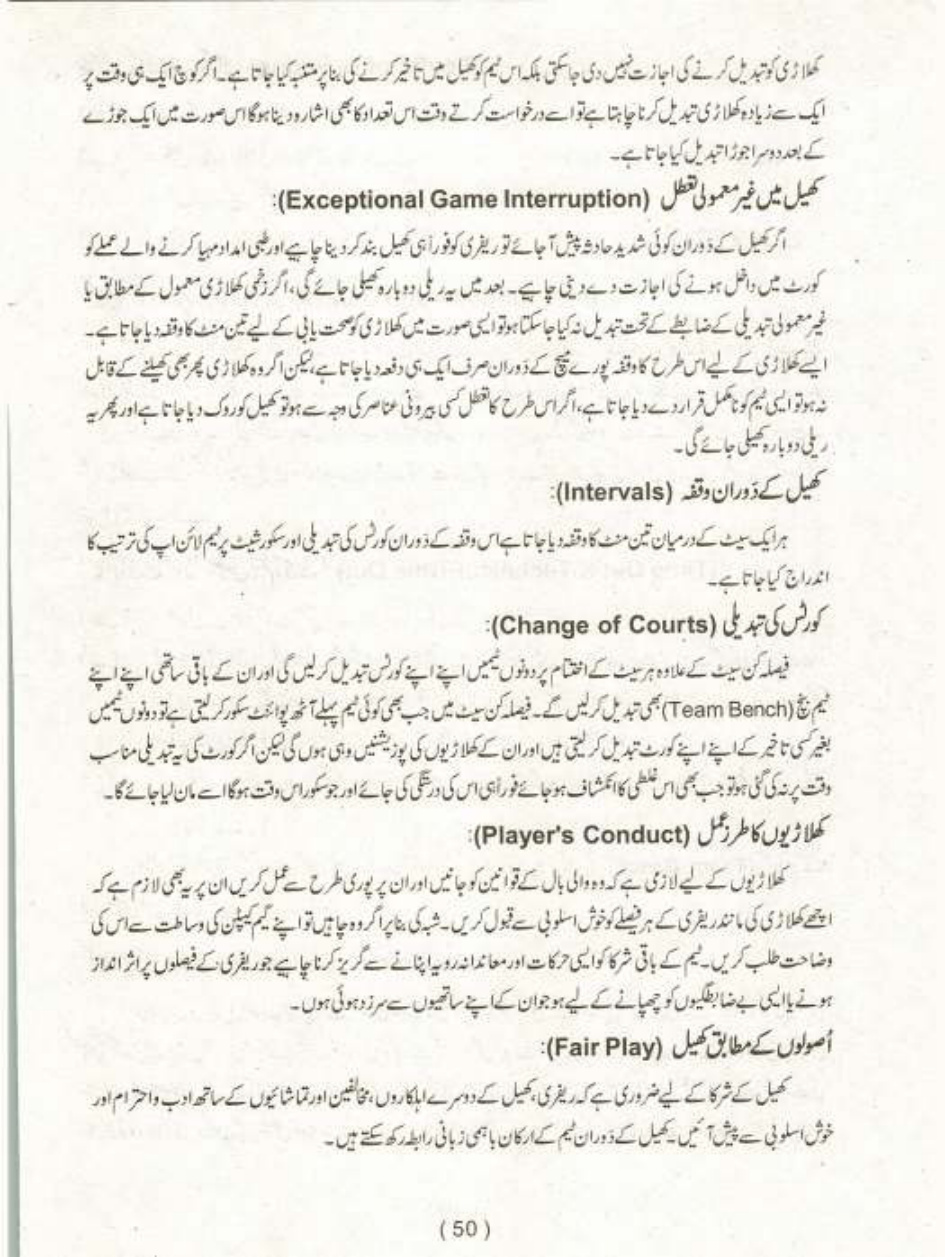 کھلاڑی کو تبدیل کرنے کی اجازت نہیں دی جاسکتی بلکہ اس ٹیم کو کھیل میں تاخیر کرنے کی بنا پر متنبہ کیا جاتا ہے۔ اگر کوچ ایک ہی وقت پر
ایک سے زیادہ کھلاڑی تبدیل کرنا چاہتا ہے تو اسے درخواست کرتے وقت اس تعداد کا بھی اشارہ دینا ہوگا اس صورت میں ایک جوڑے
کے بعد دوسرا جوڑا تبدیل کیا جاتا ہے۔
کھیل میں غیر معمولی تعطل (Exceptional Game Interruption):
اگر کھیل کے دَوران کوئی شدید حادثہ پیش آ جائے تو ریفری کو فوراً ہی کھیل بند کر دینا چاہیے اور طبی امداد مہیا کرنے والے عملے کو
کورٹ میں داخل ہونے کی اجازت دے دینی چاہیے۔ بعد میں یہ ریلی دوبارہ کھیلی جائے گی، اگر زخمی کھلاڑی معمول کے مطابق یا
غیر معمولی تبدیلی کے ضابطے کے تحت تبدیل نہ کیا جاسکتا ہو تو ایسی صورت میں کھلاڑی کو صحت یابی کے لیے تین منٹ کا وقفہ دیا جاتا ہے۔
ایسے کھلاڑی کے لیے اس طرح کا وقفہ پورے میچ کے دَوران صرف ایک ہی دفعہ دیا جاتا ہے، لیکن اگر وہ کھلاڑی پھر بھی کھیلنے کے قابل
نہ ہو تو ایسی ٹیم کو نامکمل قرار دے دیا جاتا ہے، اگر اس طرح کا تعطل کسی بیرونی عناصر کی وجہ سے ہو تو کھیل کو روک دیا جاتا ہے اور پھر یہ
ریلی دوبارہ کھیلی جائے گی۔
کھیل کے دَوران وقفہ (Intervals):
ہر ایک سیٹ کے درمیان تین منٹ کا وقفہ دیا جاتا ہے اس وقفہ کے دَوران کورٹس کی تبدیلی اور سکور شیٹ پر ٹیم لائن اپ کی ترتیب کا
اندراج کیا جاتا ہے۔
کورٹس کی تبدیلی (Change of Courts):
فیصلہ کن سیٹ کے علاوہ ہر سیٹ کے اختتام پر دونوں ٹیمیں اپنے اپنے کورٹس تبدیل کرلیں گی اور ان کے باقی ساتھی اپنے اپنے
ٹیم بنچ (Team Bench) بھی تبدیل کرلیں گے۔ فیصلہ کن سیٹ میں جب بھی کوئی ٹیم پہلے آٹھ پوائنٹ سکور کر لیتی ہے تو دونوں ٹیمیں
بغیر کسی تاخیر کے اپنے اپنے کورٹ تبدیل کر لیتی ہیں اور ان کے کھلاڑیوں کی پوزیشنیں وہی ہوں گی لیکن اگر کورٹ کی یہ تبدیلی مناسب
وقت پر نہ کی گئی ہو تو جب بھی اس غلطی کا انکشاف ہو جائے فوراً ہی اس کی درستگی کی جائے اور جو سکور اس وقت ہوگا اسے مان لیا جائے گا۔
کھلاڑیوں کا طرزِ عمل (Player's Conduct):
کھلاڑیوں کے لیے لازمی ہے کہ وہ والی بال کے قوانین کو جانیں اور ان پر پوری طرح سے عمل کریں ان پر یہ بھی لازم ہے کہ
اچھے کھلاڑی کی مانند ریفری کے ہر فیصلے کو خوش اسلوبی سے قبول کریں۔ شبہ کی بنا پر اگر وہ چاہیں تو اپنے گیم کیپٹن کی وساطت سے اس کی
وضاحت طلب کریں۔ ٹیم کے باقی شرکا کو ایسی حرکات اور معاندانہ رویہ اپنانے سے گریز کرنا چاہیے جو ریفری کے فیصلوں پر اثر انداز
ہونے یا ایسی بے ضابطگیوں کو چھپانے کے لیے ہو جو ان کے اپنے ساتھیوں سے سرزد ہوئی ہوں۔
اُصولوں کے مطابق کھیل (Fair Play):
کھیل کے شرکا کے لیے ضروری ہے کہ ریفری، کھیل کے دوسرے اہلکاروں، مخالفین اور تماشائیوں کے ساتھ ادب و احترام اور
خوش اسلوبی سے پیش آئیں۔ کھیل کے دَوران ٹیم کے ارکان باہمی زبانی رابطہ رکھ سکتے ہیں۔
(50)